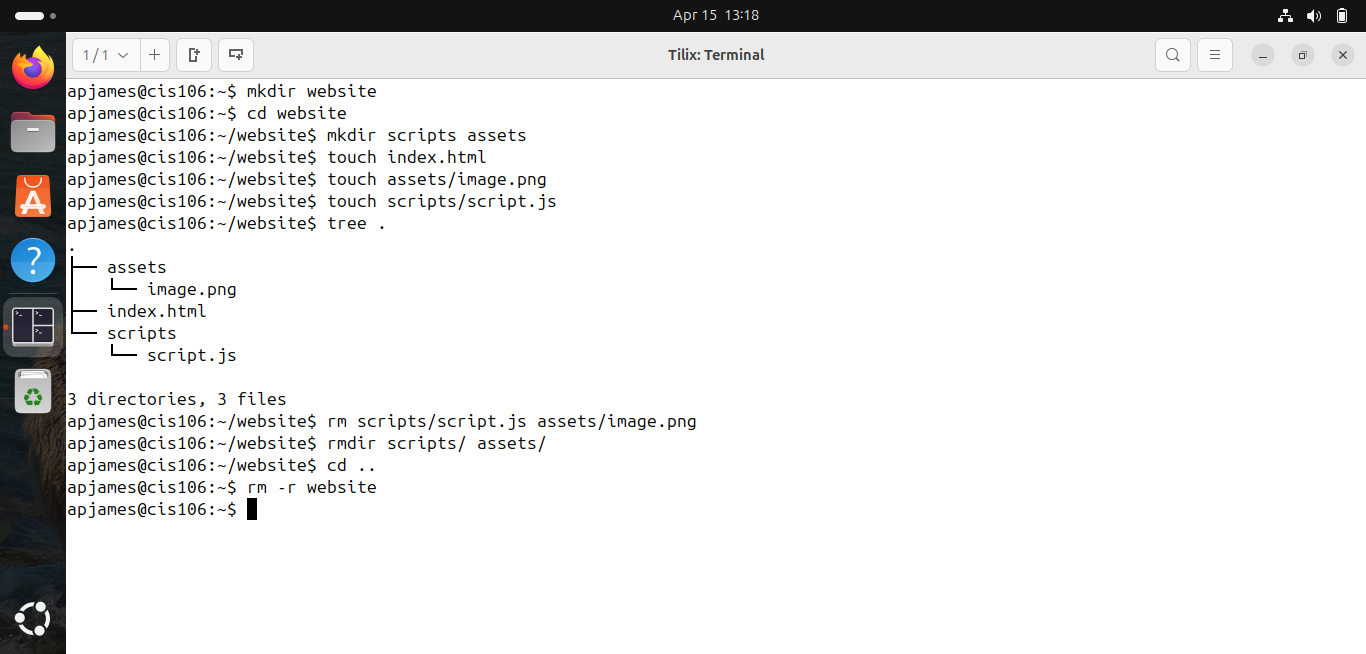 Apr 15 13:18
1 / 1
Tilix: Terminal
apjames@cis106:~$ mkdir website
apjames@cis106:~$ cd website
apjames@cis106:~/website$ mkdir scripts assets
apjames@cis106:~/website$ touch index.html
apjames@cis106:~/website$ touch assets/image.png
apjames@cis106:~/website$ touch scripts/script.js
apjames@cis106:~/website$ tree .
.
├── assets
│   └── image.png
├── index.html
└── scripts
    └── script.js

3 directories, 3 files
apjames@cis106:~/website$ rm scripts/script.js assets/image.png
apjames@cis106:~/website$ rmdir scripts/ assets/
apjames@cis106:~/website$ cd ..
apjames@cis106:~$ rm -r website
apjames@cis106:~$